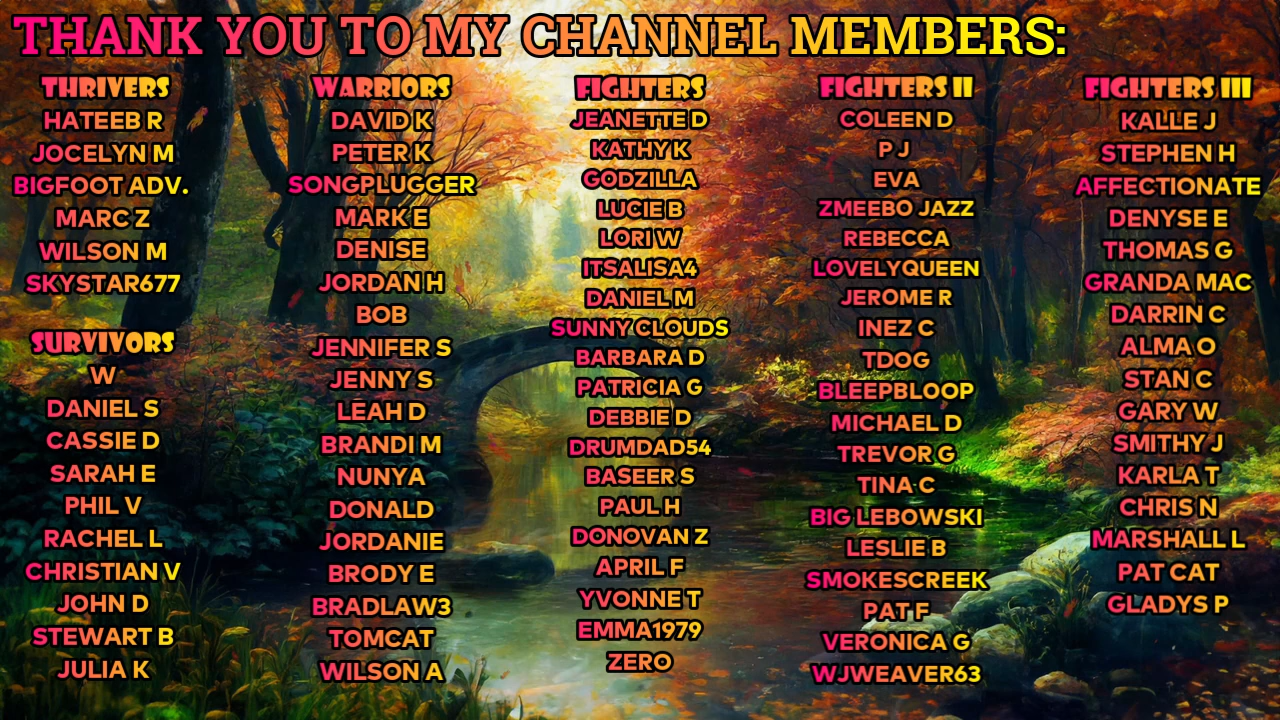 THANK YOU TO MY CHANNEL MEMBERS:
THRIVERS
HATEEB R
JOCELYN M
BIGFOOT ADV.
MARC Z
WILSON M
SKYSTAR677
SURVIVORS
W
DANIEL S
CASSIE D
SARAH E
PHIL V
RACHEL L
CHRISTIAN V
JOHN D
STEWART B
JULIA K
WARRIORS
DAVID K
PETER K
SONGPLUGGER
MARK E
DENISE
JORDAN H
BOB
JENNIFER S
JENNY S
LEAH D
BRANDI M
NUNYA
DONALD
JORDANIE
BRODY E
BRADLAW3
TOMCAT
WILSON A
FIGHTERS
JEANETTE D
KATHY K
GODZILLA
LUCIE B
LORI W
ITSALISA4
DANIEL M
SUNNY CLOUDS
BARBARA D
PATRICIA G
DEBBIE D
DRUMDAD54
BASEER S
PAUL H
DONOVAN Z
APRIL F
YVONNE T
EMMA1979
ZERO
FIGHTERS II
COLEEN D
P J
EVA
ZMEEBO JAZZ
REBECCA
LOVELYQUEEN
JEROME R
INEZ C
TDOG
BLEEPBLOOP
MICHAEL D
TREVOR G
TINA C
BIG LEBOWSKI
LESLIE B
SMOKESCREEK
PAT F
VERONICA G
WJWEAVER63
FIGHTERS III
KALLE J
STEPHEN H
AFFECTIONATE
DENYSE E
THOMAS G
GRANDA MAC
DARRIN C
ALMA O
STAN C
GARY W
SMITHY J
KARLA T
CHRIS N
MARSHALL L
PAT CAT
GLADYS P